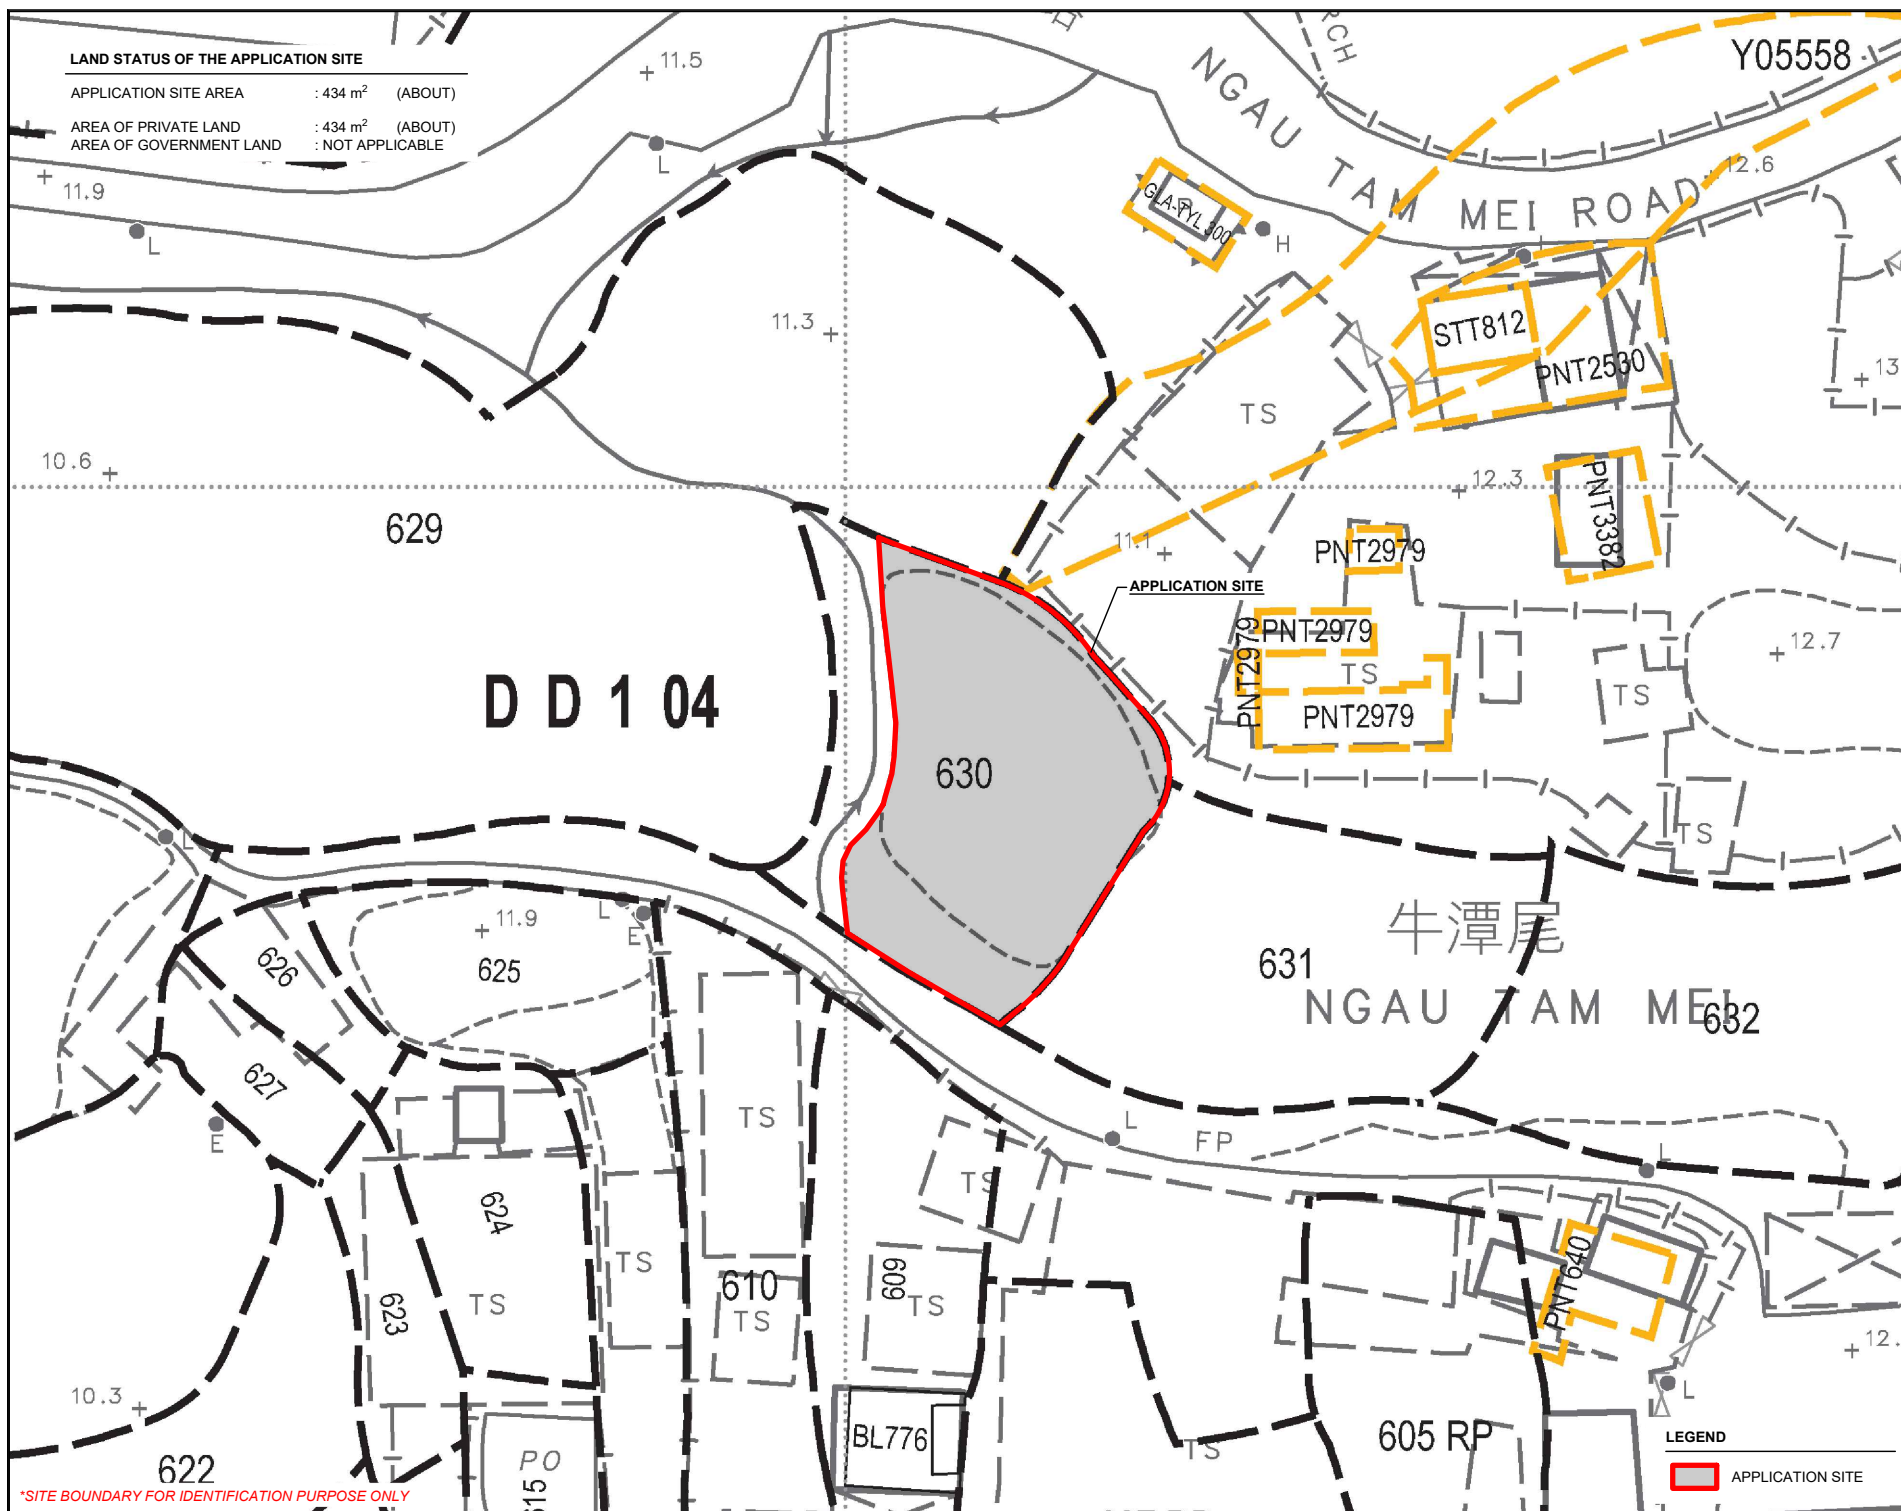 LAND STATUS OF THE APPLICATION SITE
APPLICATION SITE AREA : 434 m² (ABOUT)
AREA OF PRIVATE LAND : 434 m² (ABOUT)
AREA OF GOVERNMENT LAND : NOT APPLICABLE
Y05558
11.5
NGAU TAM MEI ROAD
12.6
L
11.9
L
GLA-TYL 300
H
11.3
STT812
PNT2530
13
TS
10.6
12.3
PNT3382
629
11.1
PNT2979
APPLICATION SITE
PNT2979
PNT2979
TS
PNT2979
12.7
TS
DD104
630
L
TS
牛潭尾
NGAU TAM MEI
631
632
11.9
L
E
626
625
627
E
TS
L
FP
L
TS
624
TS
610
609
TS
TS
623
TS
PNT640
12.
10.3
L
BL776
605 RP
TS
622
PO
615
LEGEND
APPLICATION SITE
*SITE BOUNDARY FOR IDENTIFICATION PURPOSE ONLY